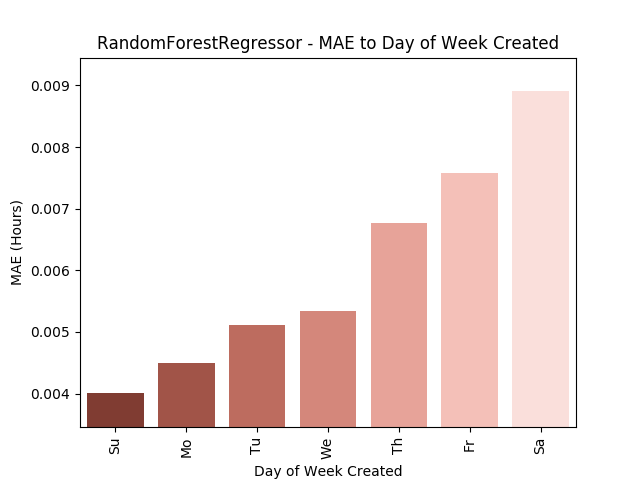 RandomForestRegressor - MAE to Day of Week Created
MAE (Hours)
0.009
0.008
0.007
0.006
0.005
0.004
Su
Mo
Tu
We
Th
Fr
Sa
Day of Week Created